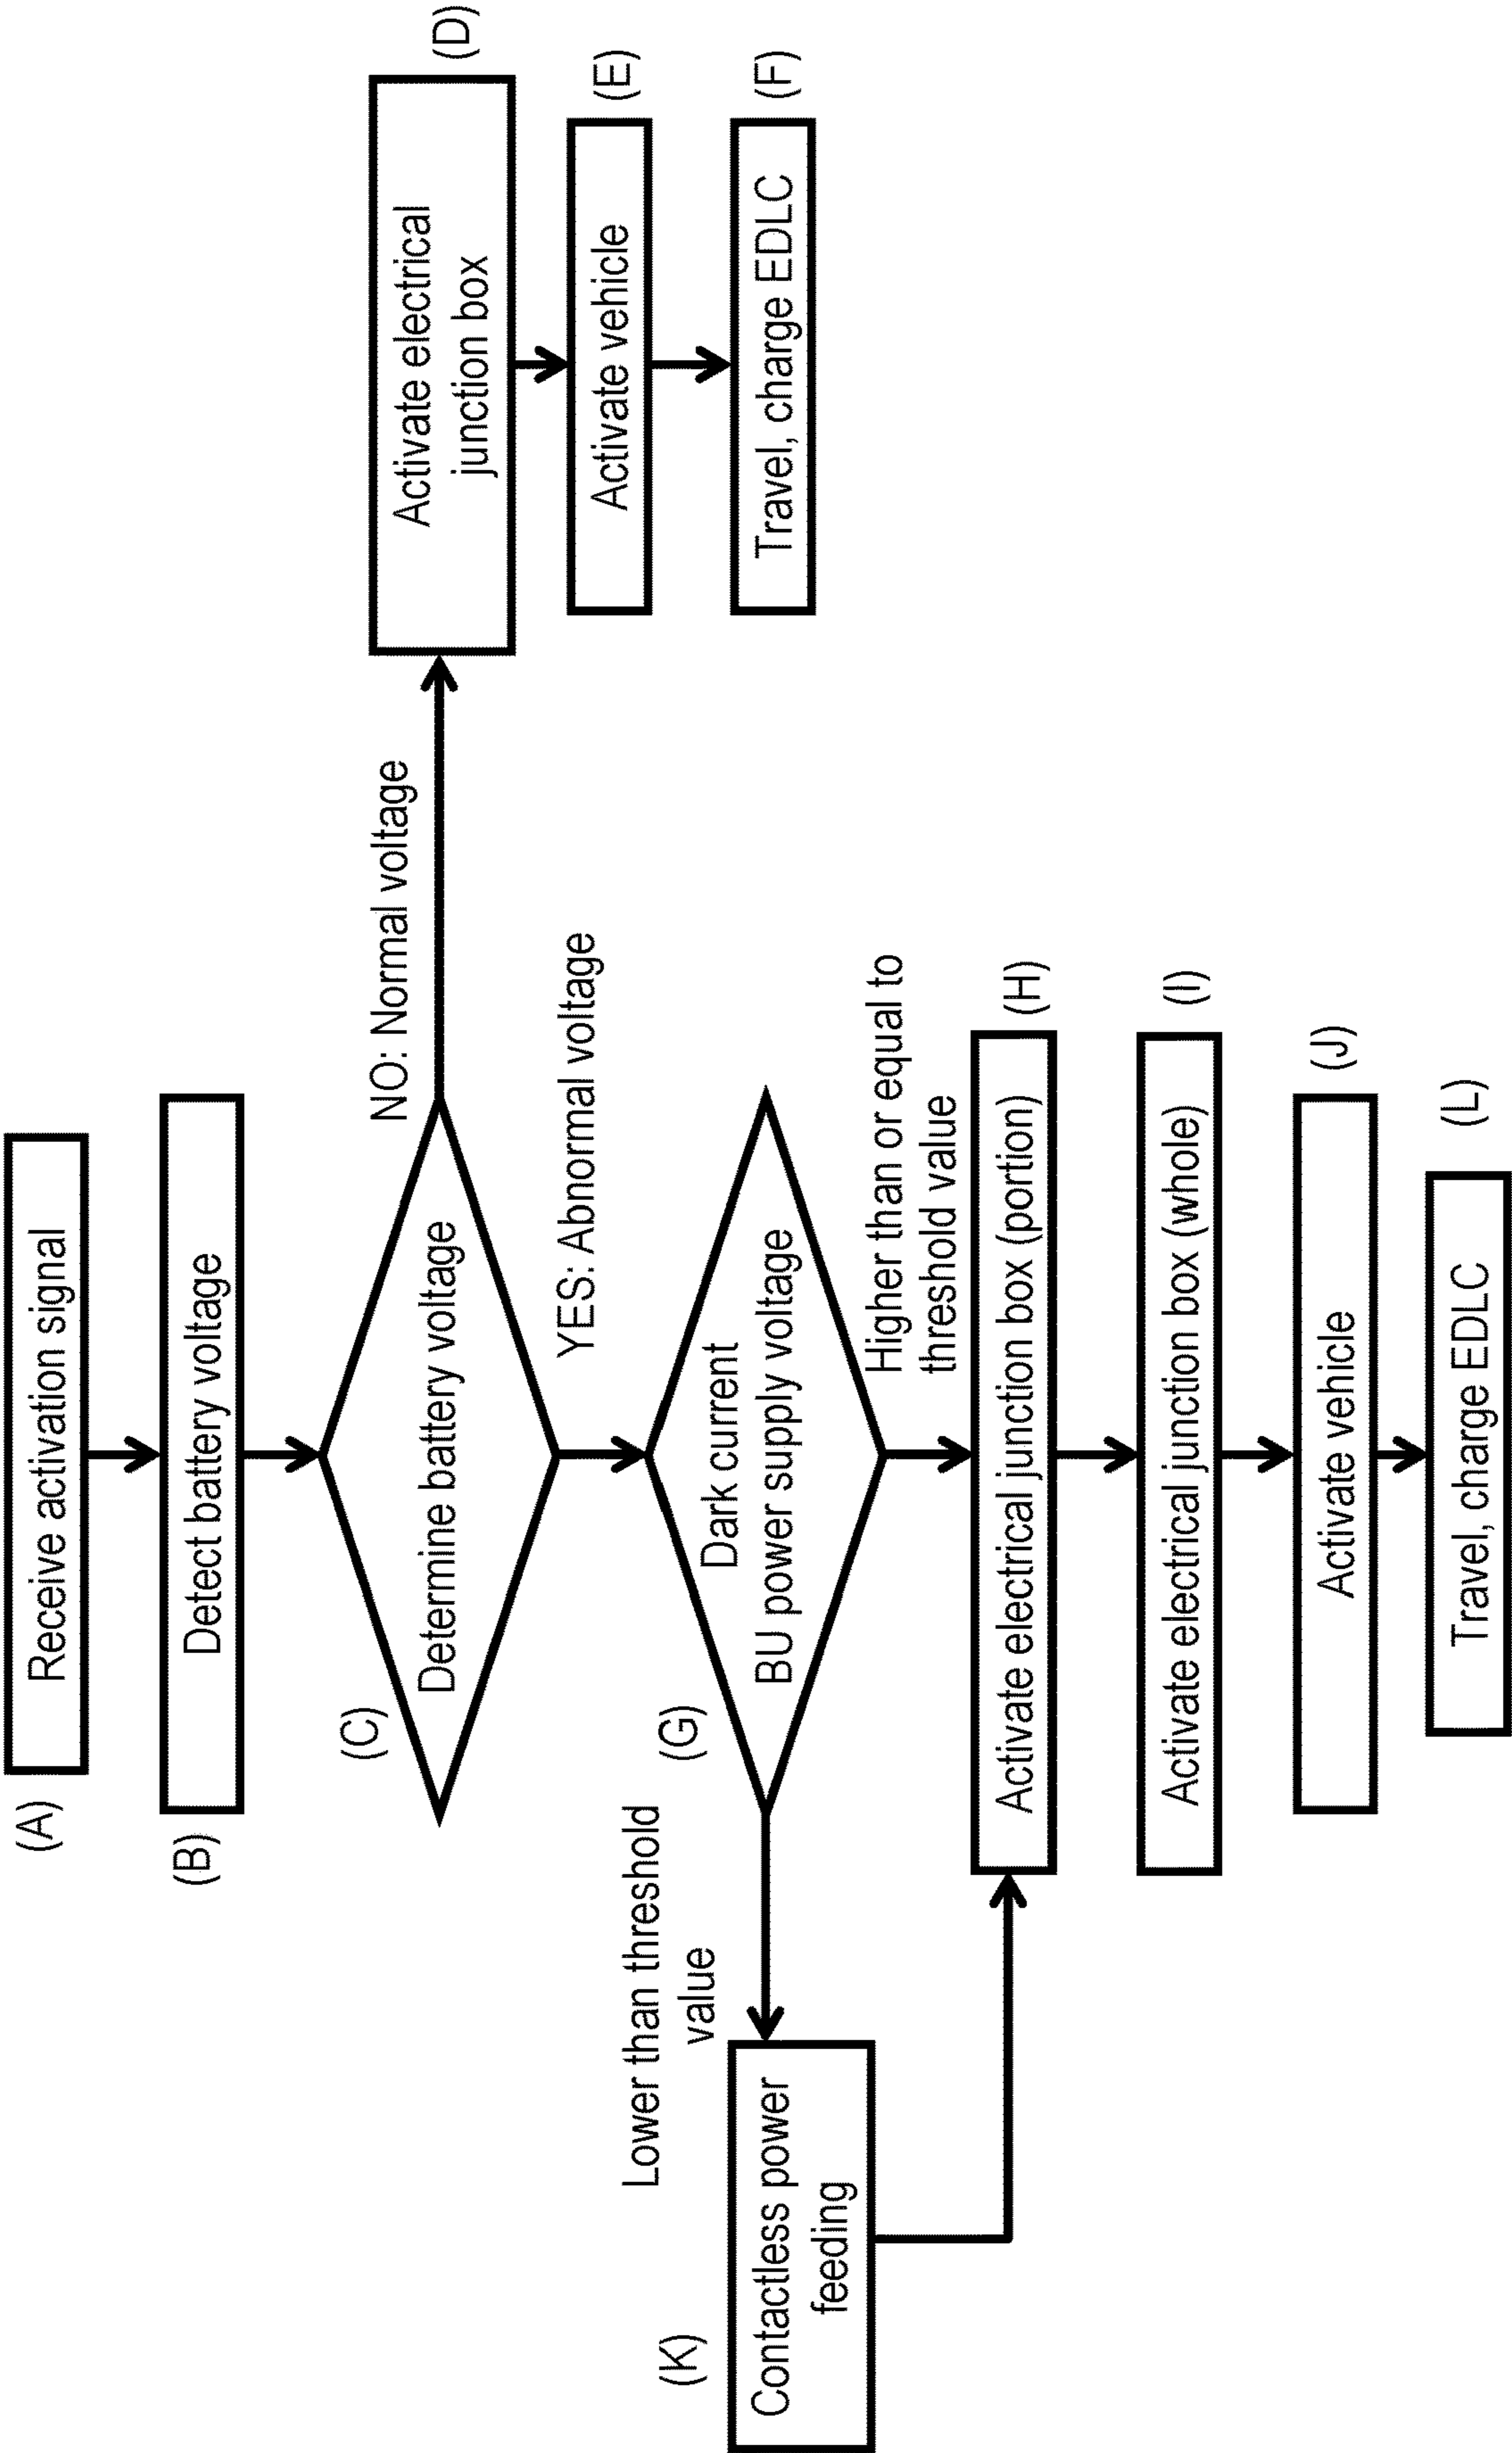 (A)
Receive activation signal
(B)
Detect battery voltage
(C)
Determine battery voltage
NO: Normal voltage
Activate electrical
junction box
(D)
Activate vehicle
(E)
Travel, charge EDLC
(F)
YES: Abnormal voltage
(G)
Dark current
BU power supply voltage
Lower than threshold
value
(K)
Contactless power
feeding
Higher than or equal to
threshold value
Activate electrical junction box (portion)
(H)
Activate electrical junction box (whole)
(I)
Activate vehicle
(J)
Travel, charge EDLC
(L)